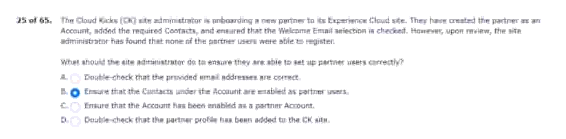 25 of 65. The Cloud Kicks (CK) site administrator is onboarding a new partner to its Experience Cloud site. They have created the partner as an
Account, added the required Contacts, and ensured that the Welcome Email selection is checked. However, upon review, the site
administrator has found that none of the partner users were able to register.
What should the site administrator do to ensure they are able to set up partner users correctly?
A. Double-check that the provided email addresses are correct.
B. Ensure that the Contacts under the Account are enabled as partner users.
C. Ensure that the Account has been enabled as a partner Account.
D. Double-check that the partner profile has been added to the CK site.